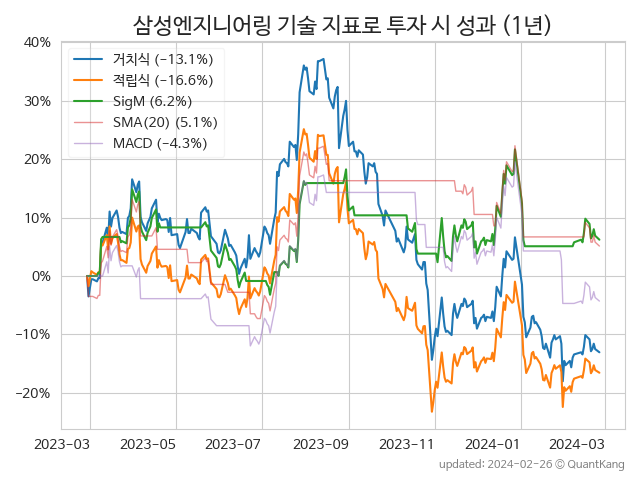 삼성엔지니어링 기술 지표로 투자 시 성과 (1년)
40%
30%
20%
10%
0%
−10%
−20%
거치식 (−13.1%)
적립식 (−16.6%)
SigM (6.2%)
SMA(20) (5.1%)
MACD (−4.3%)
2023−03 2023−05 2023−07 2023−09 2023−11 2024−01 2024−03
updated: 2024−02−26 © QuantKang